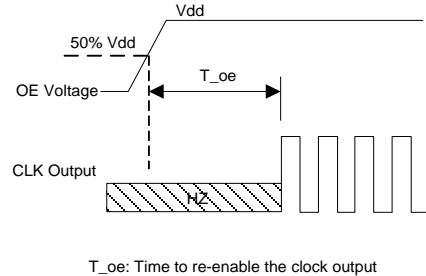 Vdd
50% Vdd
T_oe
OE Voltage
CLK Output
HZ
T_oe: Time to re-enable the clock output